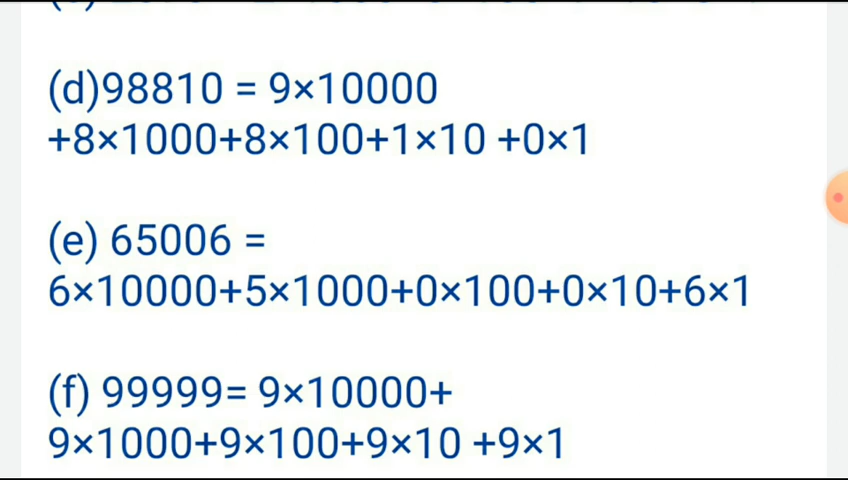 (d)98810 = 9×10000
+8×1000+8×100+1×10 +0×1
(e) 65006 =
6×10000+5×1000+0×100+0×10+6×1
(f) 99999= 9×10000+
9×1000+9×100+9×10 +9×1